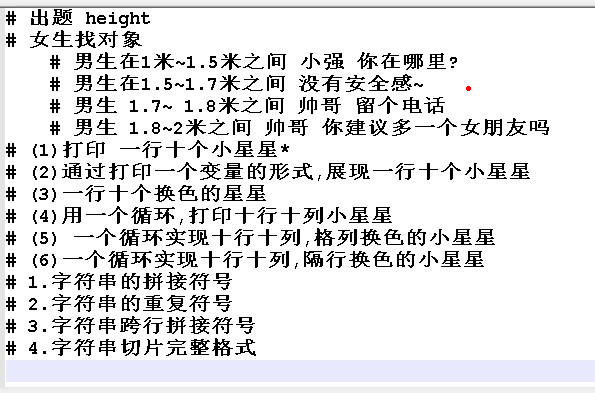 # 出题 height
# 女生找对象
# 男生在1米~1.5米之间 小强 你在哪里?
# 男生在1.5~1.7米之间 没有安全感~
# 男生 1.7~ 1.8米之间 帅哥 留个电话
# 男生 1.8~2米之间 帅哥 你建议多一个女朋友吗
# (1)打印 一行十个小星星*
# (2)通过打印一个变量的形式,展现一行十个小星星
# (3)一行十个换色的星星
# (4)用一个循环,打印十行十列小星星
# (5) 一个循环实现十行十列,格列换色的小星星
# (6)一个循环实现十行十列,隔行换色的小星星
# 1.字符串的拼接符号
# 2.字符串的重复符号
# 3.字符串跨行拼接符号
# 4.字符串切片完整格式